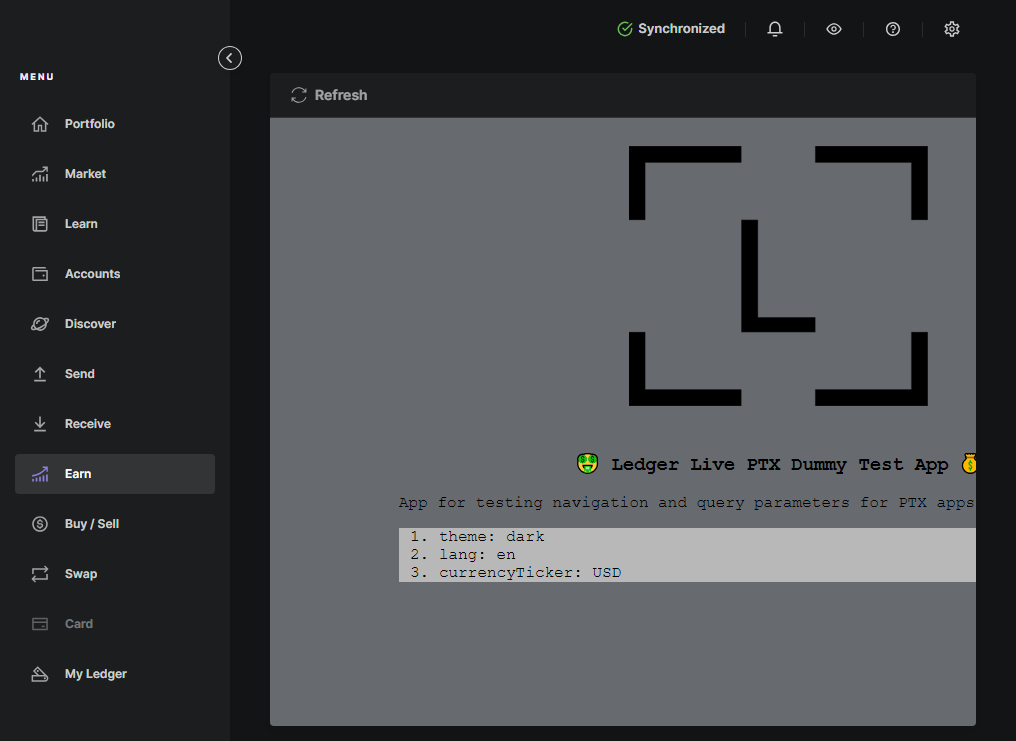 Synchronized
MENU
Refresh
Portfolio
Market
Learn
Accounts
Discover
Send
Receive
Earn
Buy / Sell
Swap
Card
My Ledger
🤑 Ledger Live PTX Dummy Test App 💰
App for testing navigation and query parameters for PTX apps
1. theme: dark
2. lang: en
3. currencyTicker: USD